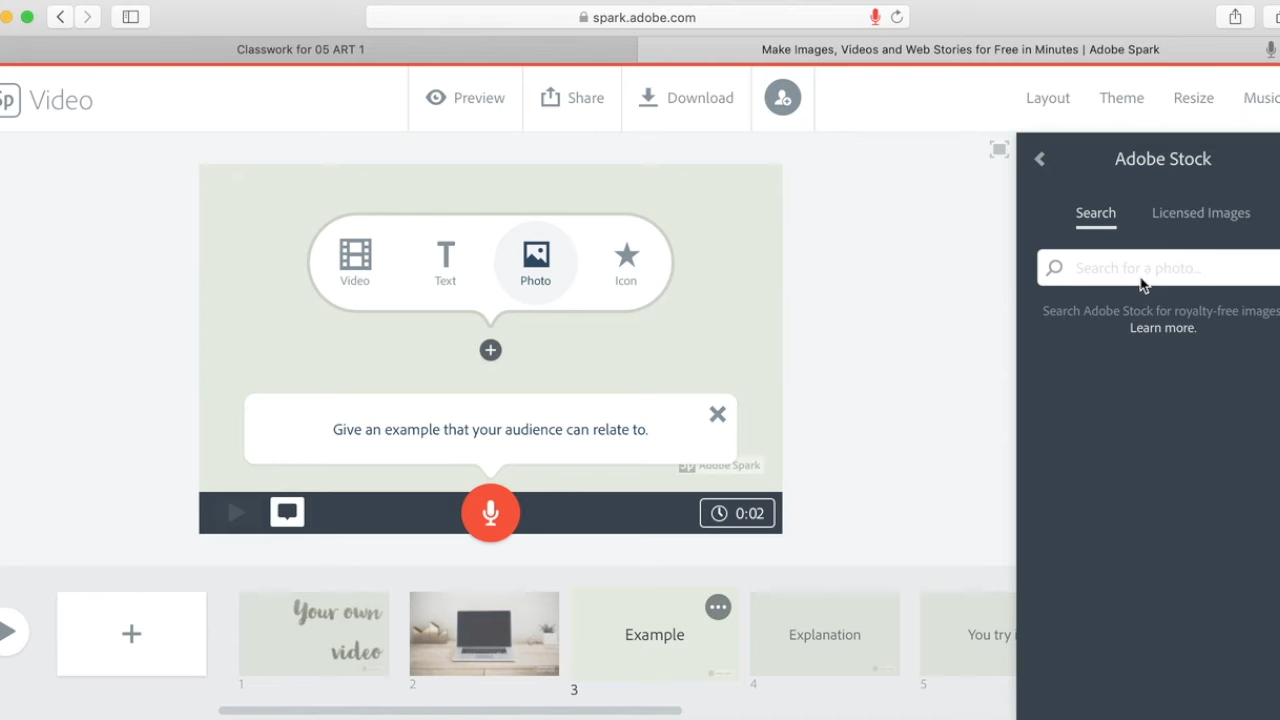 spark.adobe.com
Classwork for 05 ART 1
Make Images, Videos and Web Stories for Free in Minutes | Adobe Spark
Sp Video
Preview
Share
Download
Layout
Theme
Resize
Music
Adobe Stock
Search
Licensed Images
Search for a photo...
Search Adobe Stock for royalty-free images
Learn more.
Video
Text
Photo
Icon
Give an example that your audience can relate to.
Adobe Spark
0:02
Your own
video
Example
Explanation
You try i
1
2
3
4
5